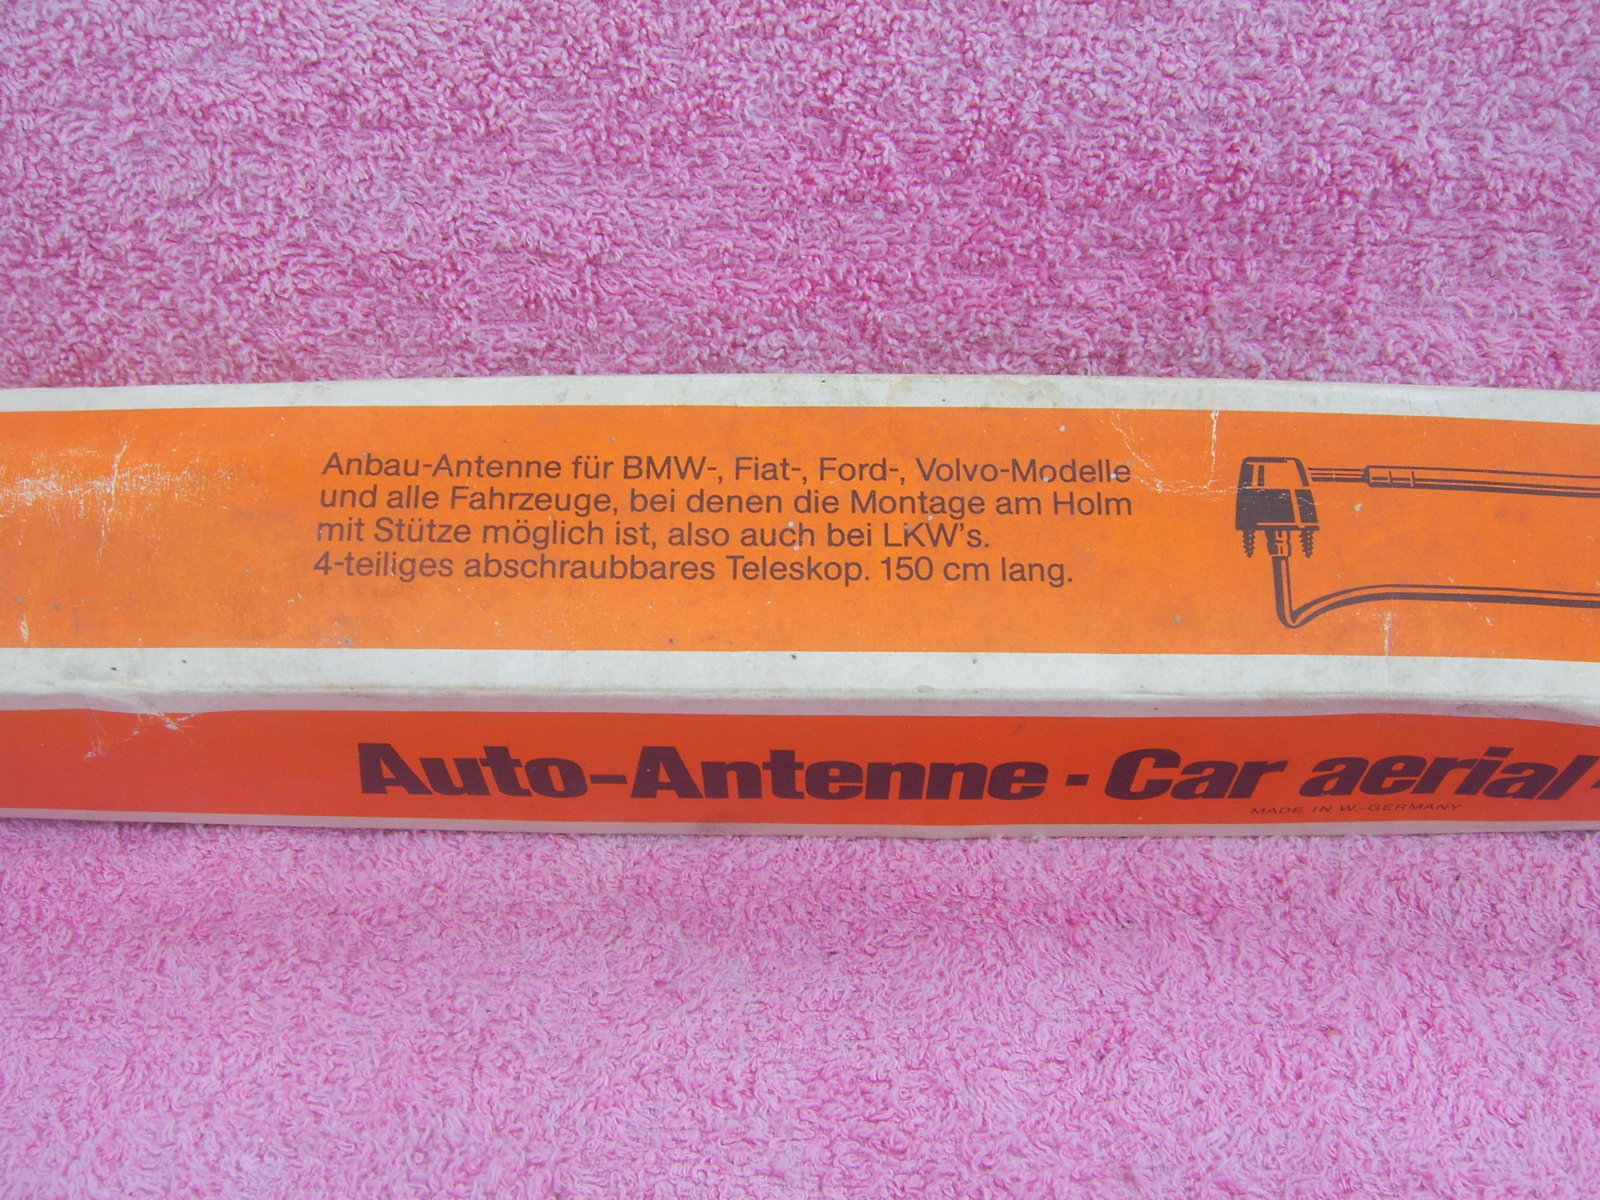 Anbau-Antenne für BMW-, Fiat-, Ford-, Volvo-Modelle
und alle Fahrzeuge, bei denen die Montage am Holm
mit Stütze möglich ist, also auch bei LKW's.
4-teiliges abschraubbares Teleskop. 150 cm lang.
Auto-Antenne · Car aerial ·
MADE IN W.-GERMANY